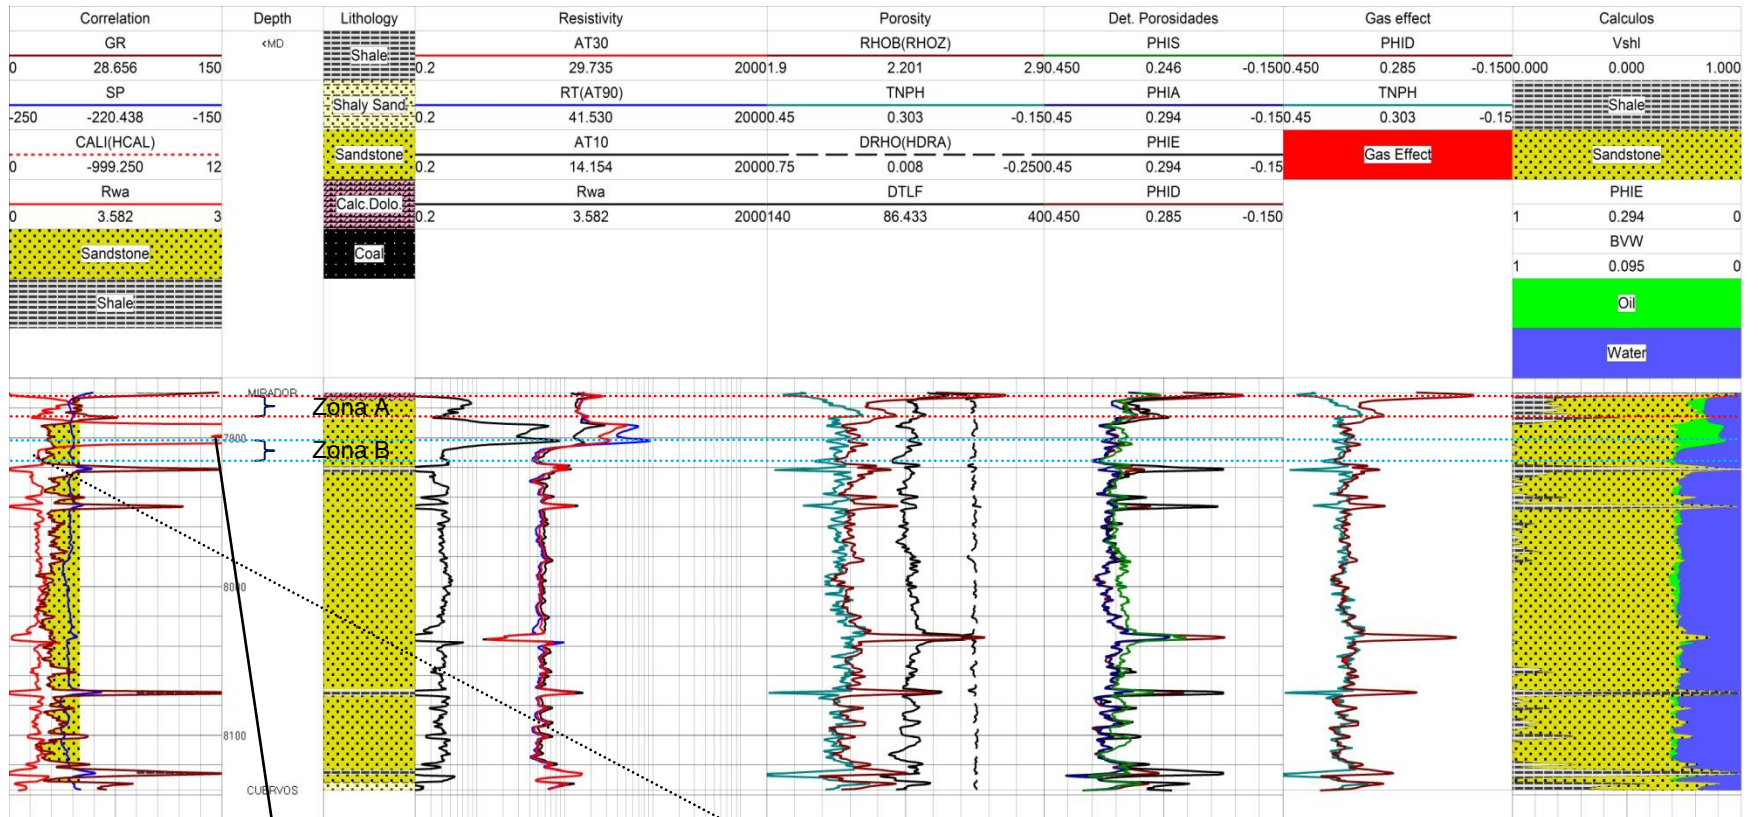 Correlation Depth Lithology Resistivity Porosity Det. Porosidades Gas effect Calculos
GR <MD AT30 RHOB(RHOZ) PHIS PHID Vshl
Shale
0 28.656 150 0.2 29.735 2000 1.9 2.201 2.9 0.450 0.246 -0.150 0.450 0.285 -0.150 0.000 0.000 1.000
SP RT(AT90) TNPH PHIA TNPH
Shaly Sand Shale
-250 -220.438 -150 0.2 41.530 2000 0.45 0.303 -0.15 0.45 0.294 -0.15 0.45 0.303 -0.15
CALI(HCAL) AT10 DRHO(HDRA) PHIE
Sandstone Gas Effect Sandstone
0 -999.250 12 0.2 14.154 2000 0.75 0.008 -0.250 0.45 0.294 -0.15
Rwa Rwa DTLF PHID PHIE
Calc.Dolo.
0 3.582 3 0.2 3.582 2000 140 86.433 40 0.450 0.285 -0.150 1 0.294 0
Sandstone Coal BVW
1 0.095 0
Shale Oil
Water
MIRADOR
Zona A
7900
Zona B
8000
8100
CUERVOS